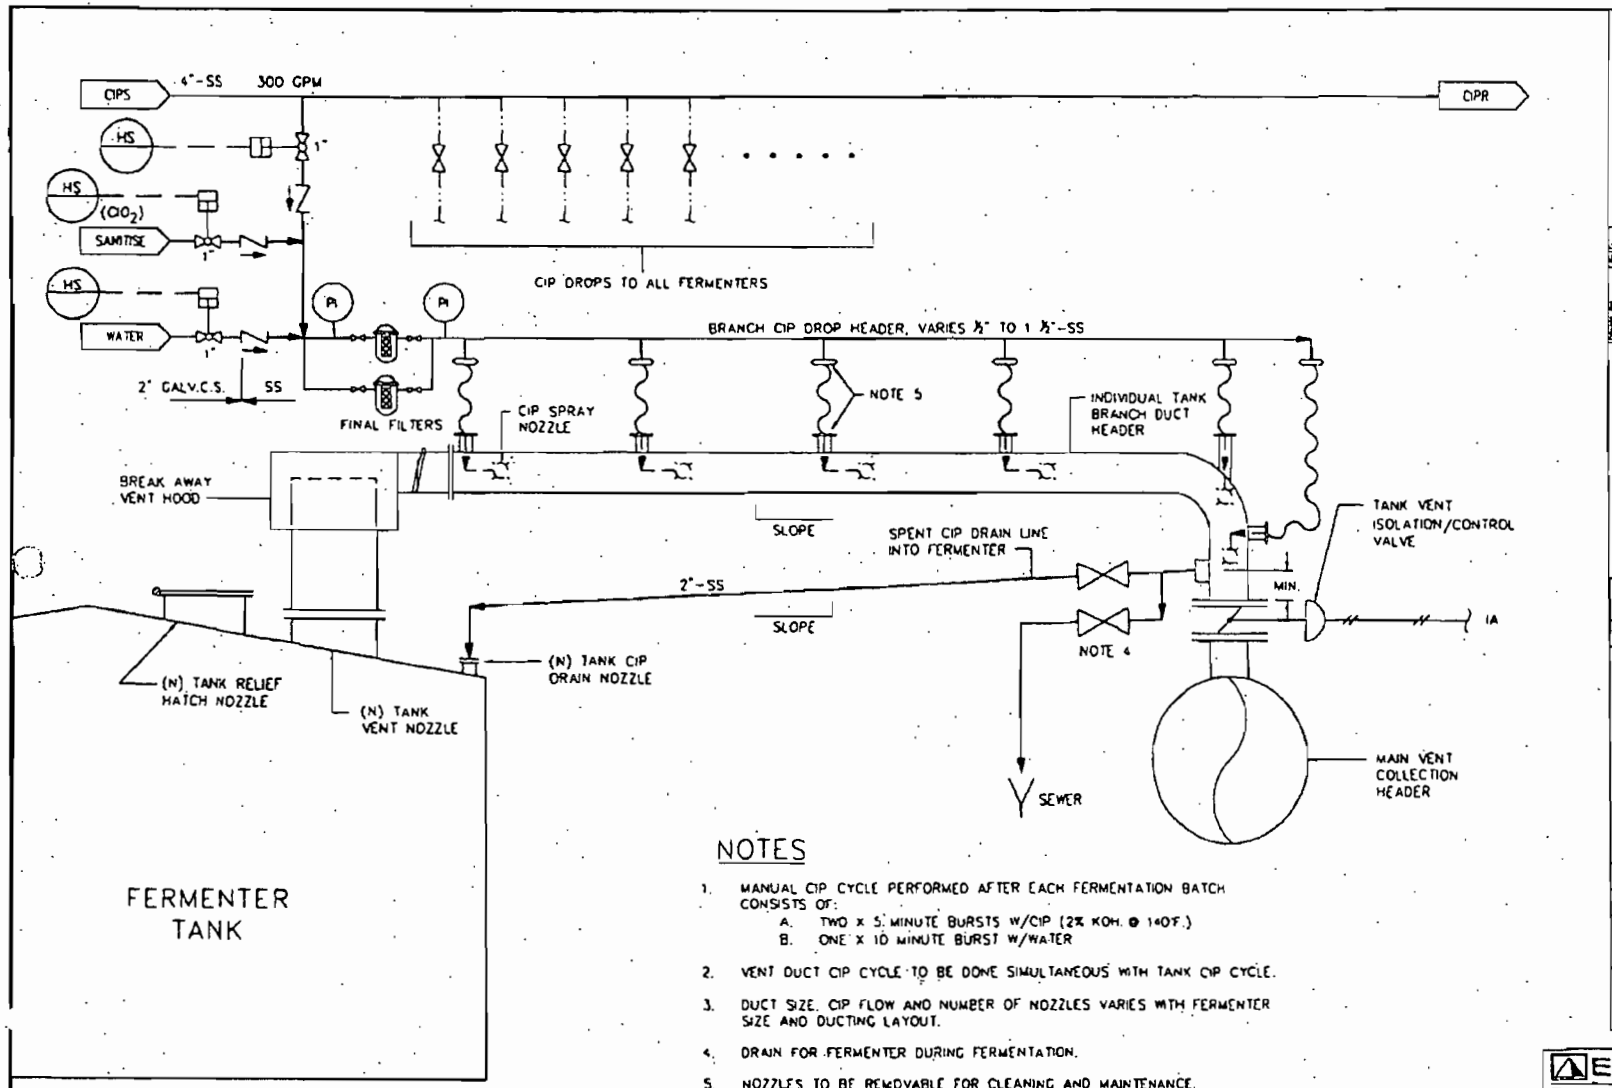 CIPS
4"-SS 300 GPM
CIPR
HS
1"
HS
(ClO2)
SANITISE
1"
HS
WATER
1"
2" GALV.C.S. SS
PI
PI
FINAL FILTERS
CIP DROPS TO ALL FERMENTERS
BRANCH CIP DROP HEADER, VARIES ½" TO 1 ½"-SS
NOTE 5
CIP SPRAY
NOZZLE
INDIVIDUAL TANK
BRANCH DUCT
HEADER
BREAK AWAY
VENT HOOD
SLOPE
SPENT CIP DRAIN LINE
INTO FERMENTER
TANK VENT
ISOLATION/CONTROL
VALVE
2"-SS
SLOPE
MIN.
IA
NOTE 4
(N) TANK CIP
DRAIN NOZZLE
(N) TANK RELIEF
HATCH NOZZLE
(N) TANK
VENT NOZZLE
SEWER
MAIN VENT
COLLECTION
HEADER
FERMENTER
TANK
NOTES
1. MANUAL CIP CYCLE PERFORMED AFTER EACH FERMENTATION BATCH
CONSISTS OF:
A. TWO X 5 MINUTE BURSTS W/CIP (2% KOH. @ 140F.)
B. ONE X 10 MINUTE BURST W/WATER
2. VENT DUCT CIP CYCLE TO BE DONE SIMULTANEOUS WITH TANK CIP CYCLE.
3. DUCT SIZE, CIP FLOW AND NUMBER OF NOZZLES VARIES WITH FERMENTER
SIZE AND DUCTING LAYOUT.
4. DRAIN FOR FERMENTER DURING FERMENTATION.
5. NOZZLES TO BE REMOVABLE FOR CLEANING AND MAINTENANCE.
E